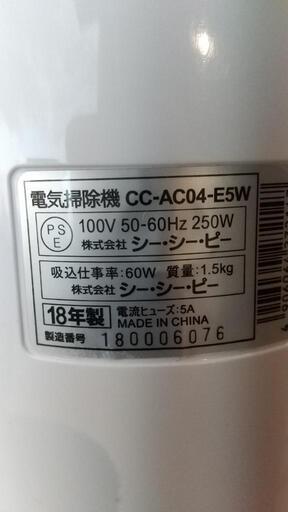 電気掃除機 CC-AC04-E5W
PS
E
100V 50-60Hz 250W
株式会社 シー・シー・ピー
吸込仕事率:60W 質量:1.5kg
株式会社 シー・シー・ピー
18年製 電流ヒューズ:5A
MADE IN CHINA
製造番号 180006076